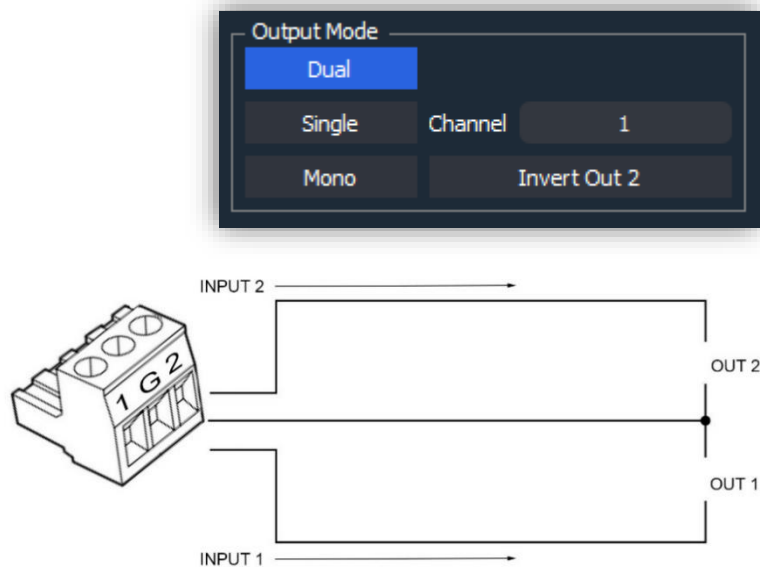 Output Mode
Dual
Single Channel 1
Mono Invert Out 2
INPUT 2
OUT 2
1 G 2
OUT 1
INPUT 1